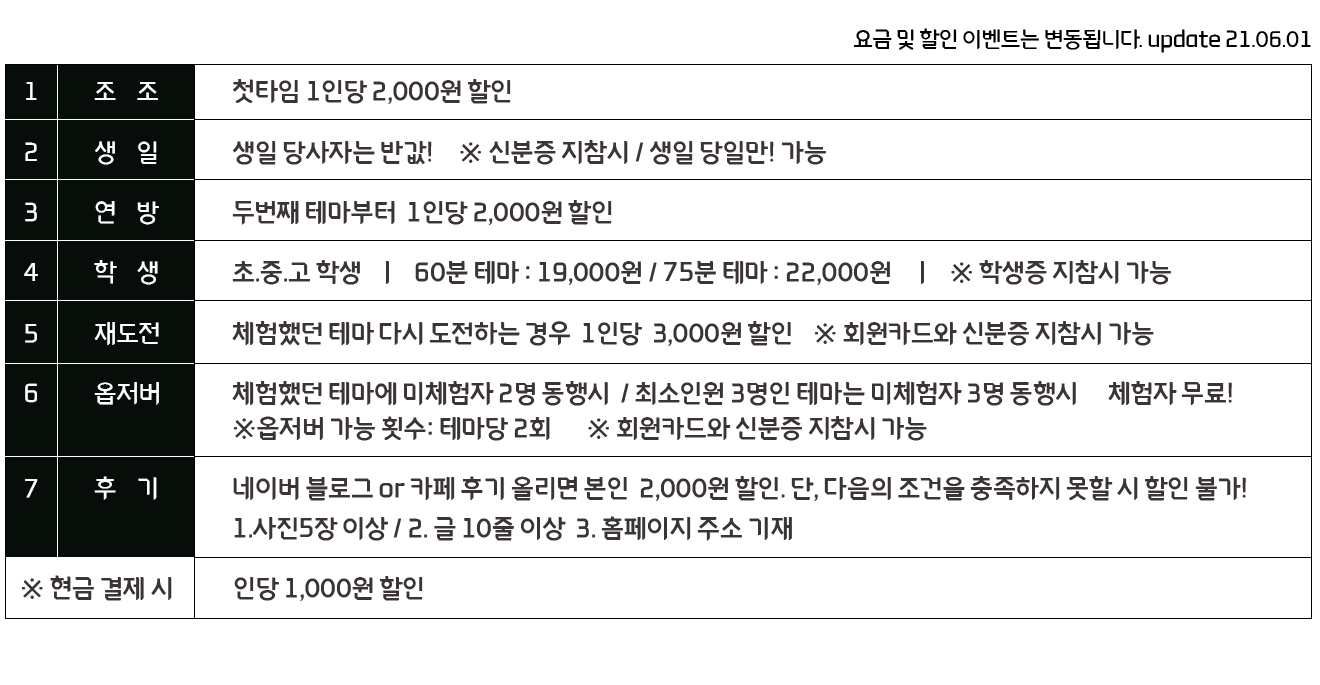 요금 및 할인 이벤트는 변동됩니다. update 21.06.01
1 조 조 첫타임 1인당 2,000원 할인
2 생 일 생일 당사자는 반값! ※ 신분증 지참시 / 생일 당일만! 가능
3 연 방 두번째 테마부터 1인당 2,000원 할인
4 학 생 초.중.고 학생 | 60분 테마 : 19,000원 / 75분 테마 : 22,000원 | ※ 학생증 지참시 가능
5 재도전 체험했던 테마 다시 도전하는 경우 1인당 3,000원 할인 ※ 회원카드와 신분증 지참시 가능
6 옵저버 체험했던 테마에 미체험자 2명 동행시 / 최소인원 3명인 테마는 미체험자 3명 동행시 체험자 무료!
※옵저버 가능 횟수: 테마당 2회 ※ 회원카드와 신분증 지참시 가능
7 후 기 네이버 블로그 or 카페 후기 올리면 본인 2,000원 할인. 단, 다음의 조건을 충족하지 못할 시 할인 불가!
1.사진5장 이상 / 2. 글 10줄 이상 3. 홈페이지 주소 기재
※ 현금 결제 시 인당 1,000원 할인